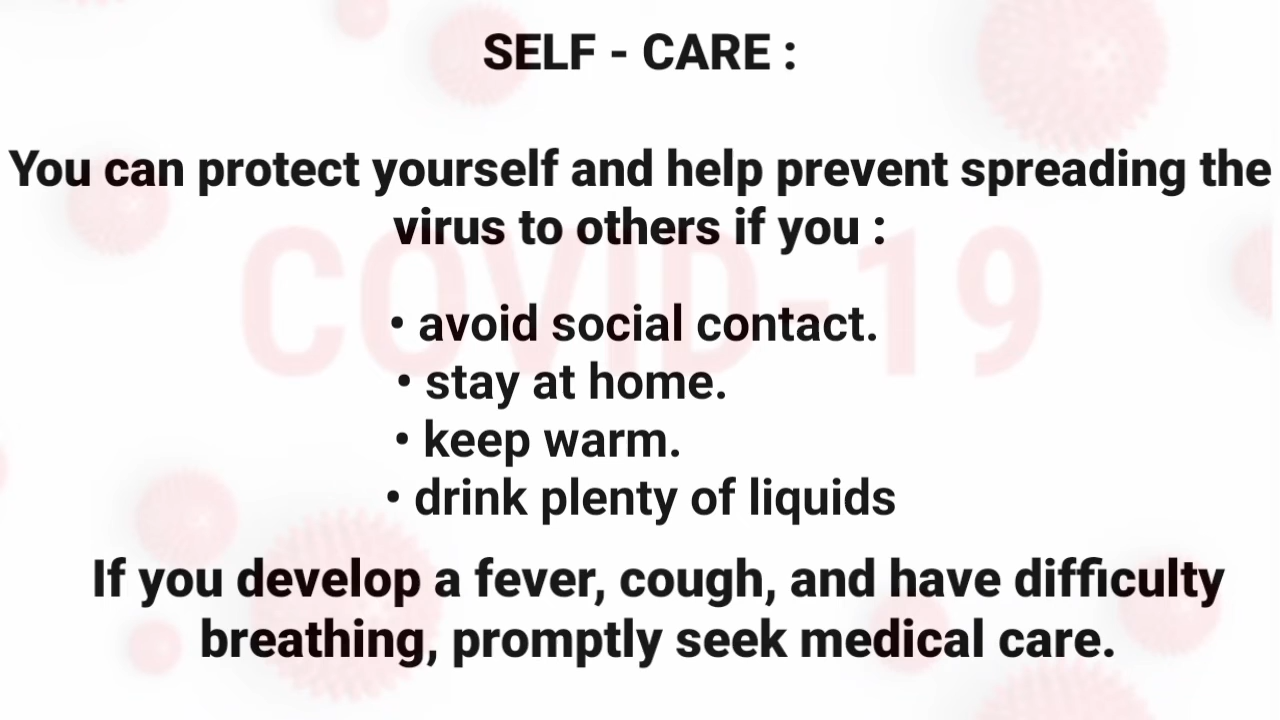 SELF - CARE :
You can protect yourself and help prevent spreading the
virus to others if you :
COVID-19
• avoid social contact.
• stay at home.
• keep warm.
• drink plenty of liquids
If you develop a fever, cough, and have difficulty
breathing, promptly seek medical care.